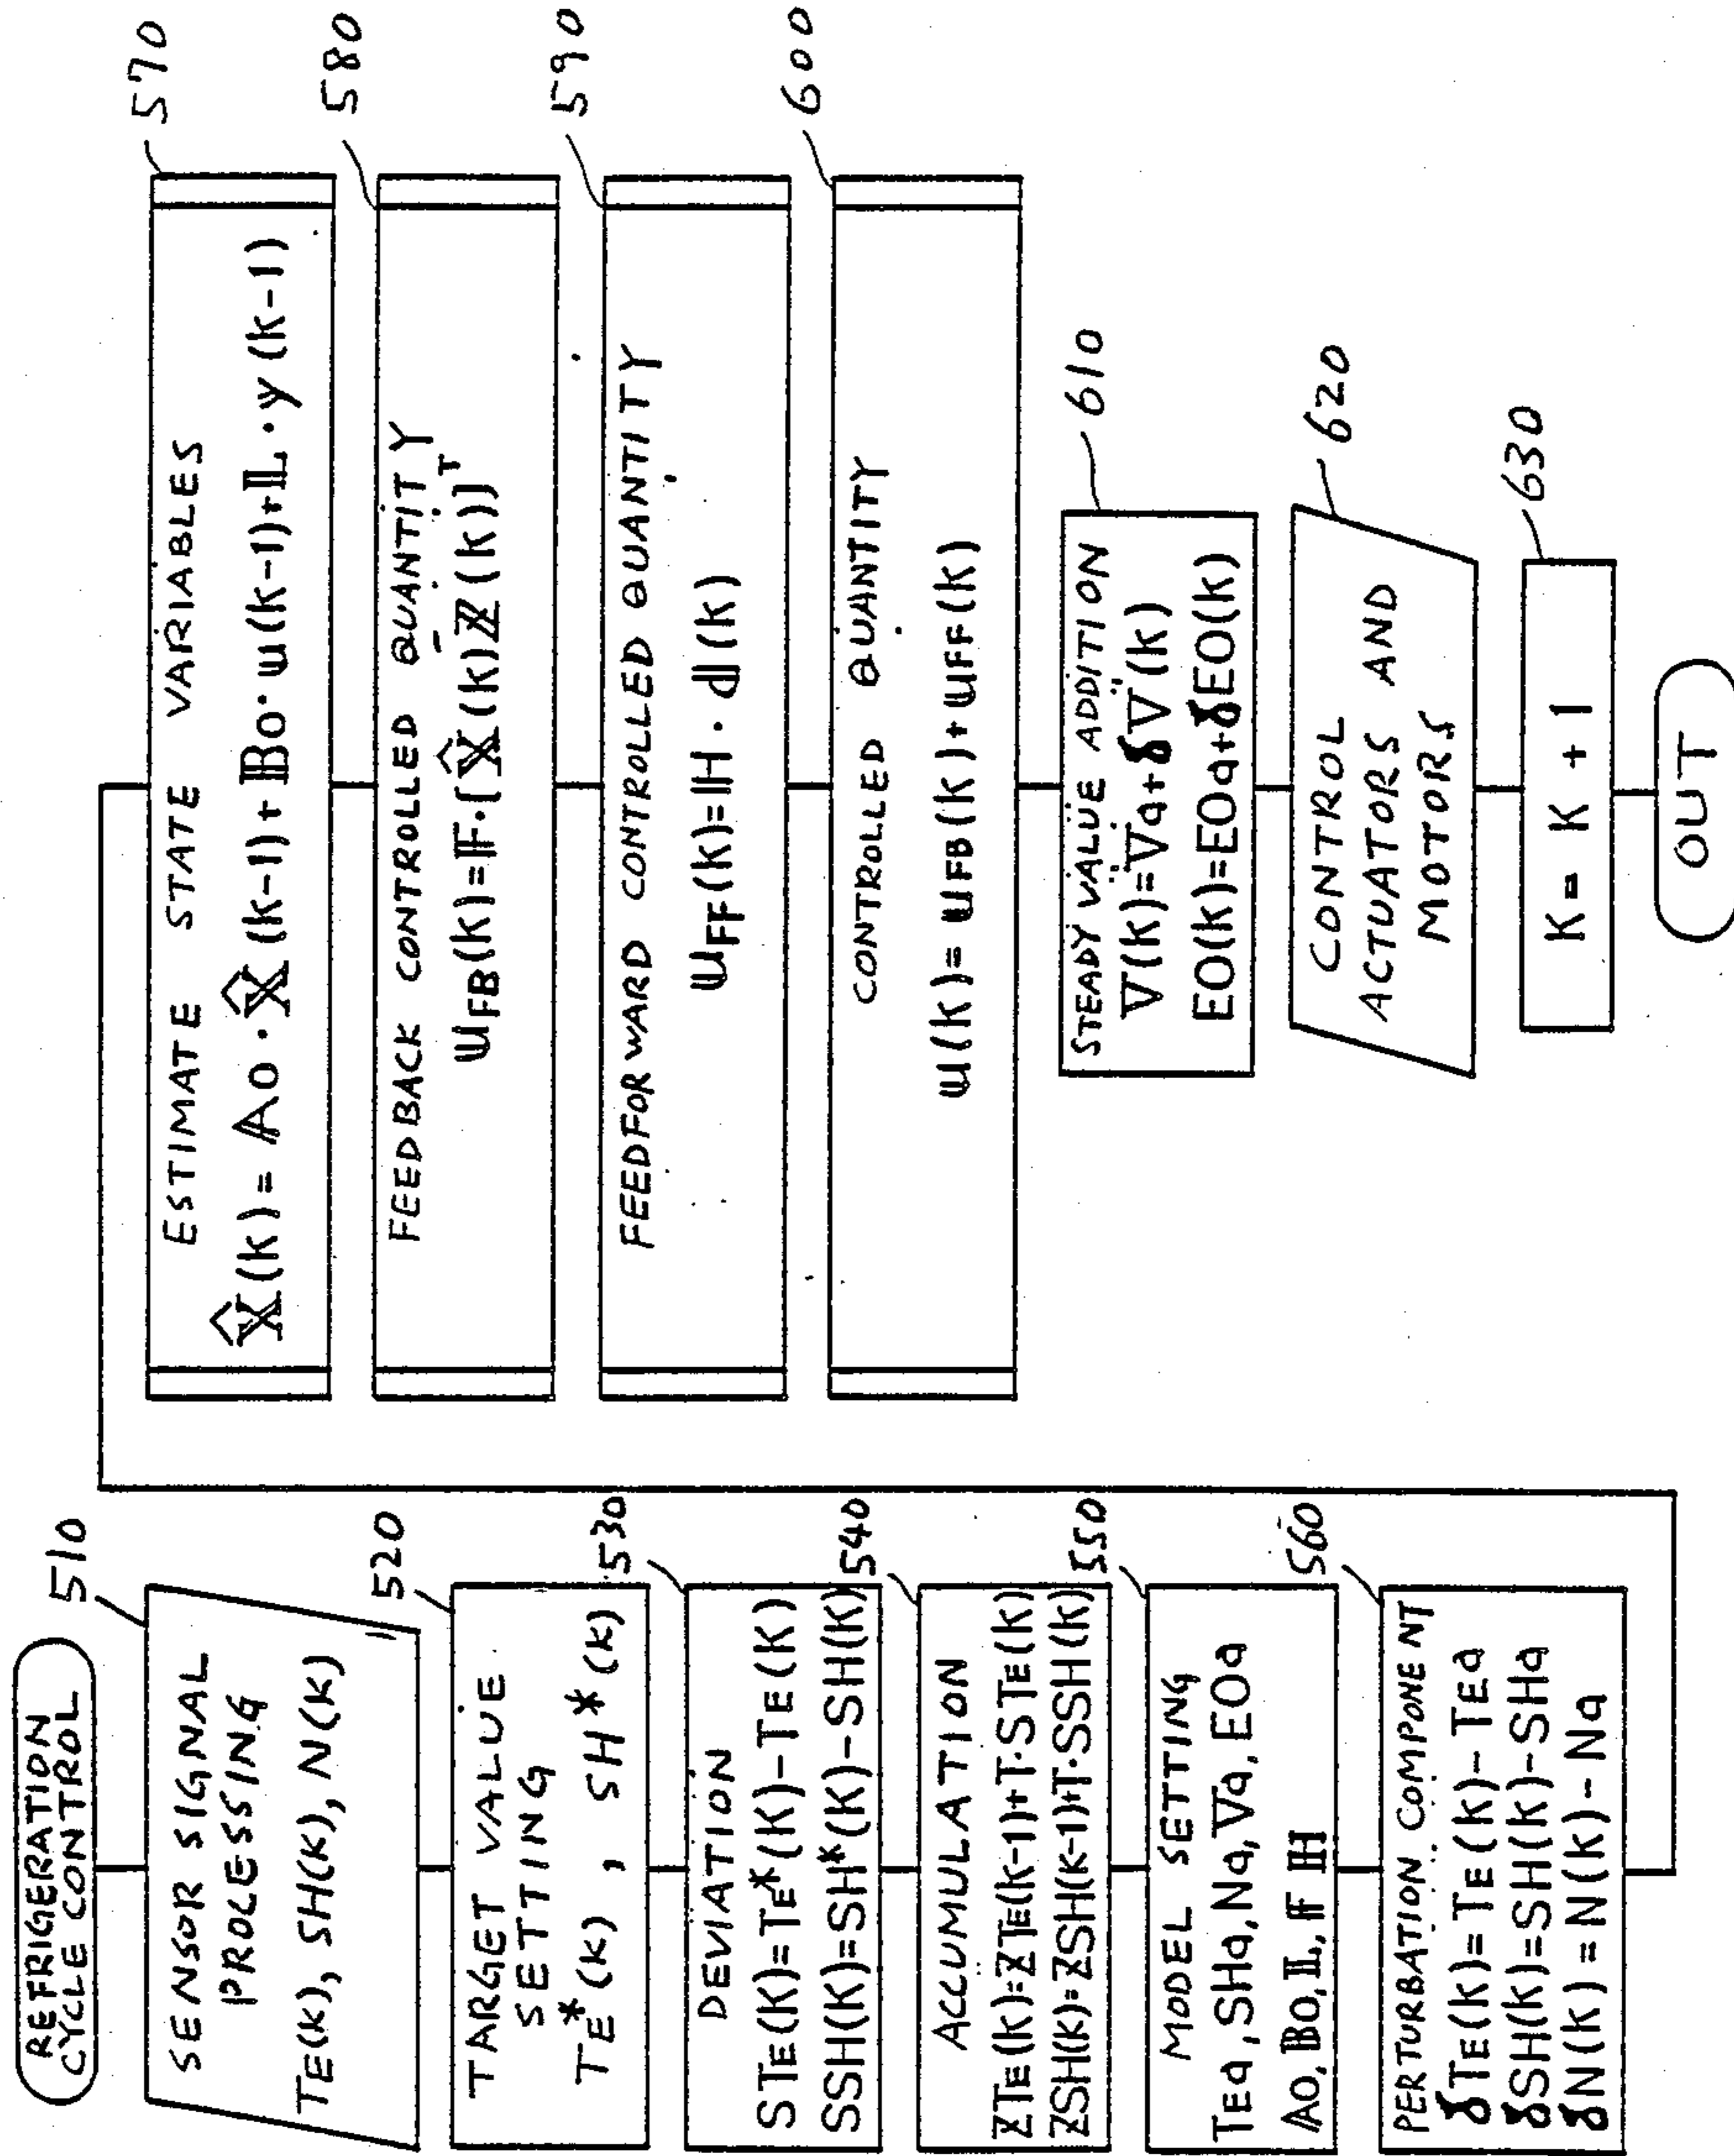 REFRIGERATION
CYCLE CONTROL
510
SENSOR SIGNAL
PROCESSING
TE(K), SH(K), N(K)
520
TARGET VALUE
SETTING
TE*(K), SH*(K)
530
DEVIATION
STE(K)=TE*(K)-TE(K)
SSH(K)=SH*(K)-SH(K)
540
ACCUMULATION
ZTE(K)=ZTE(K-1)+T·STE(K)
ZSH(K)=ZSH(K-1)+T·SSH(K)
550
MODEL SETTING
TEa, SHa, Na, Va, EOa
𝔸o, 𝔹o, 𝕃, 𝔽 ℍ
560
PERTURBATION COMPONENT
δTE(K)=TE(K)-TEa
δSH(K)=SH(K)-SHa
δN(K)=N(K)-Na
570
ESTIMATE STATE VARIABLES
𝕏̂(K)=𝔸o·𝕏̂(K-1)+𝔹o·𝕦(K-1)+𝕃·y(K-1)
580
FEEDBACK CONTROLLED QUANTITY
𝕦FB(K)=𝔽·[𝕏̂(K)ℤ(K)]ᵀ
590
FEEDFORWARD CONTROLLED QUANTITY
𝕦FF(K)=ℍ·𝕕(K)
600
CONTROLLED QUANTITY
𝕦(K)=𝕦FB(K)+𝕦FF(K)
610
STEADY VALUE ADDITION
V(K)=Va+δV(K)
EO(K)=EOa+δEO(K)
620
CONTROL
ACTUATORS AND
MOTORS
630
K=K+1
OUT